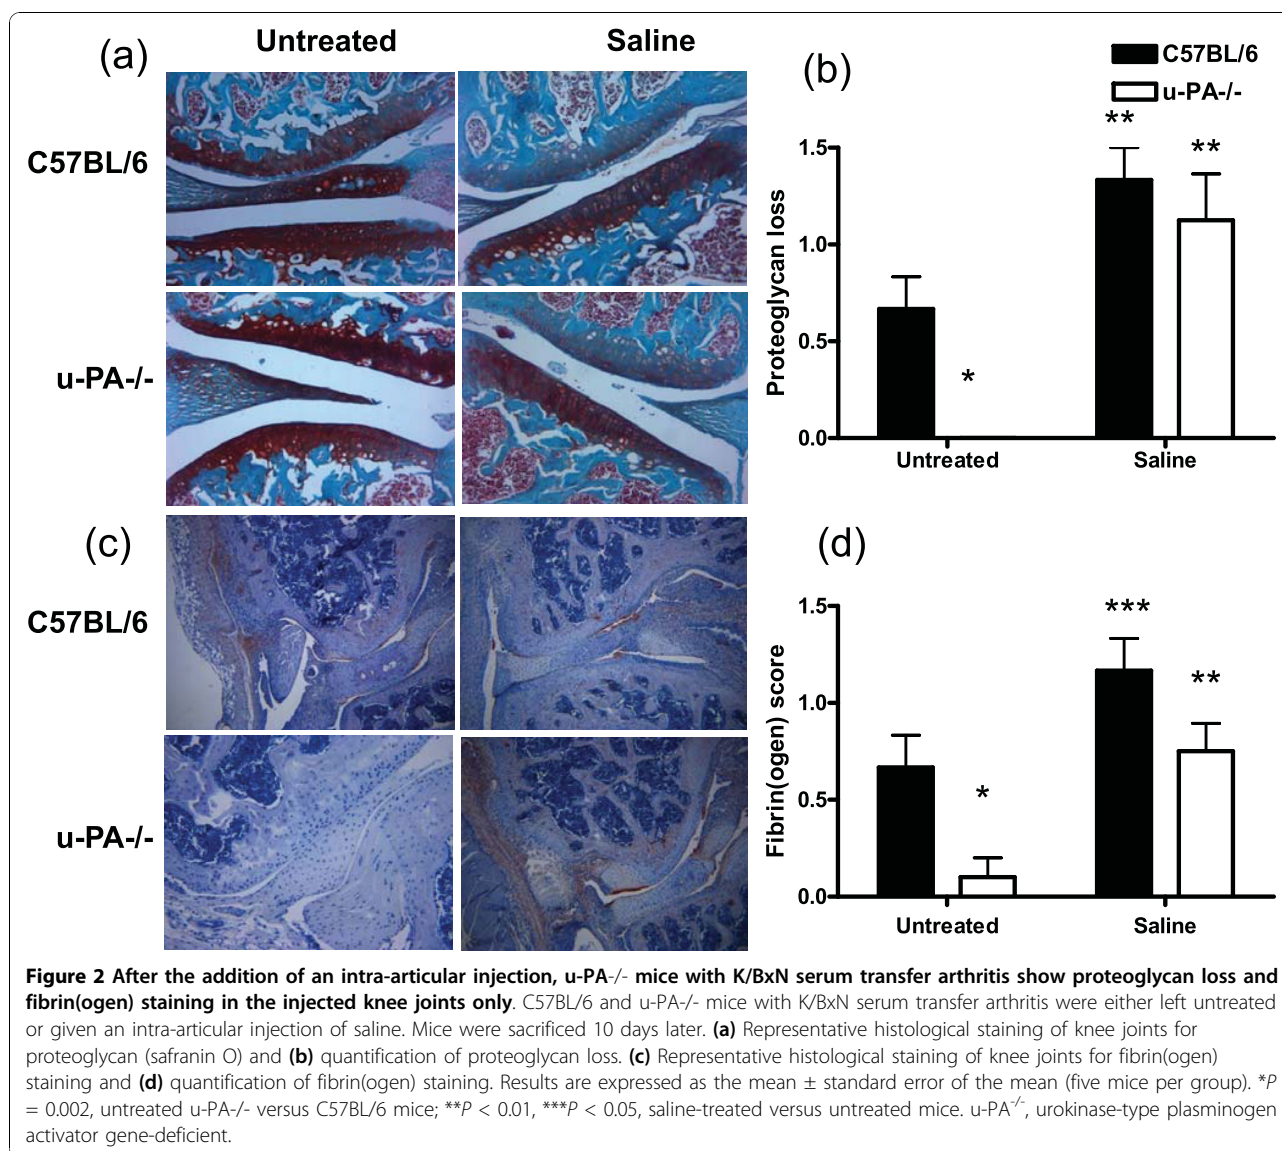 (a)
Untreated
Saline
C57BL/6
u-PA-/-
(b)
C57BL/6
u-PA-/-
**
**
*
Proteoglycan loss
1.5
1.0
0.5
0.0
Untreated
Saline
(c)
C57BL/6
u-PA-/-
(d)
***
**
*
Fibrin(ogen) score
1.5
1.0
0.5
0.0
Untreated
Saline
Figure 2 After the addition of an intra-articular injection, u-PA-/- mice with K/BxN serum transfer arthritis show proteoglycan loss and
fibrin(ogen) staining in the injected knee joints only. C57BL/6 and u-PA-/- mice with K/BxN serum transfer arthritis were either left untreated
or given an intra-articular injection of saline. Mice were sacrificed 10 days later. (a) Representative histological staining of knee joints for
proteoglycan (safranin O) and (b) quantification of proteoglycan loss. (c) Representative histological staining of knee joints for fibrin(ogen)
staining and (d) quantification of fibrin(ogen) staining. Results are expressed as the mean ± standard error of the mean (five mice per group). *P
= 0.002, untreated u-PA-/- versus C57BL/6 mice; **P < 0.01, ***P < 0.05, saline-treated versus untreated mice. u-PA-/-, urokinase-type plasminogen
activator gene-deficient.